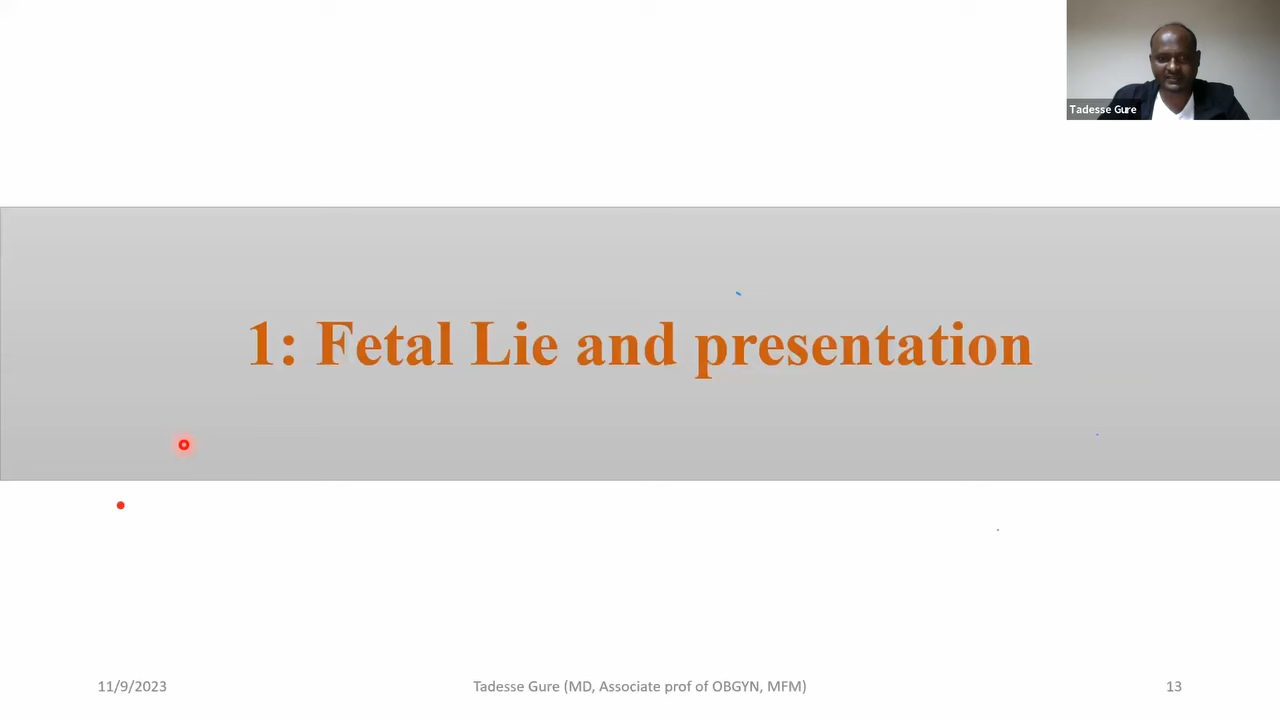 Tadesse Gure
1: Fetal Lie and presentation
11/9/2023
Tadesse Gure (MD, Associate prof of OBGYN, MFM)
13